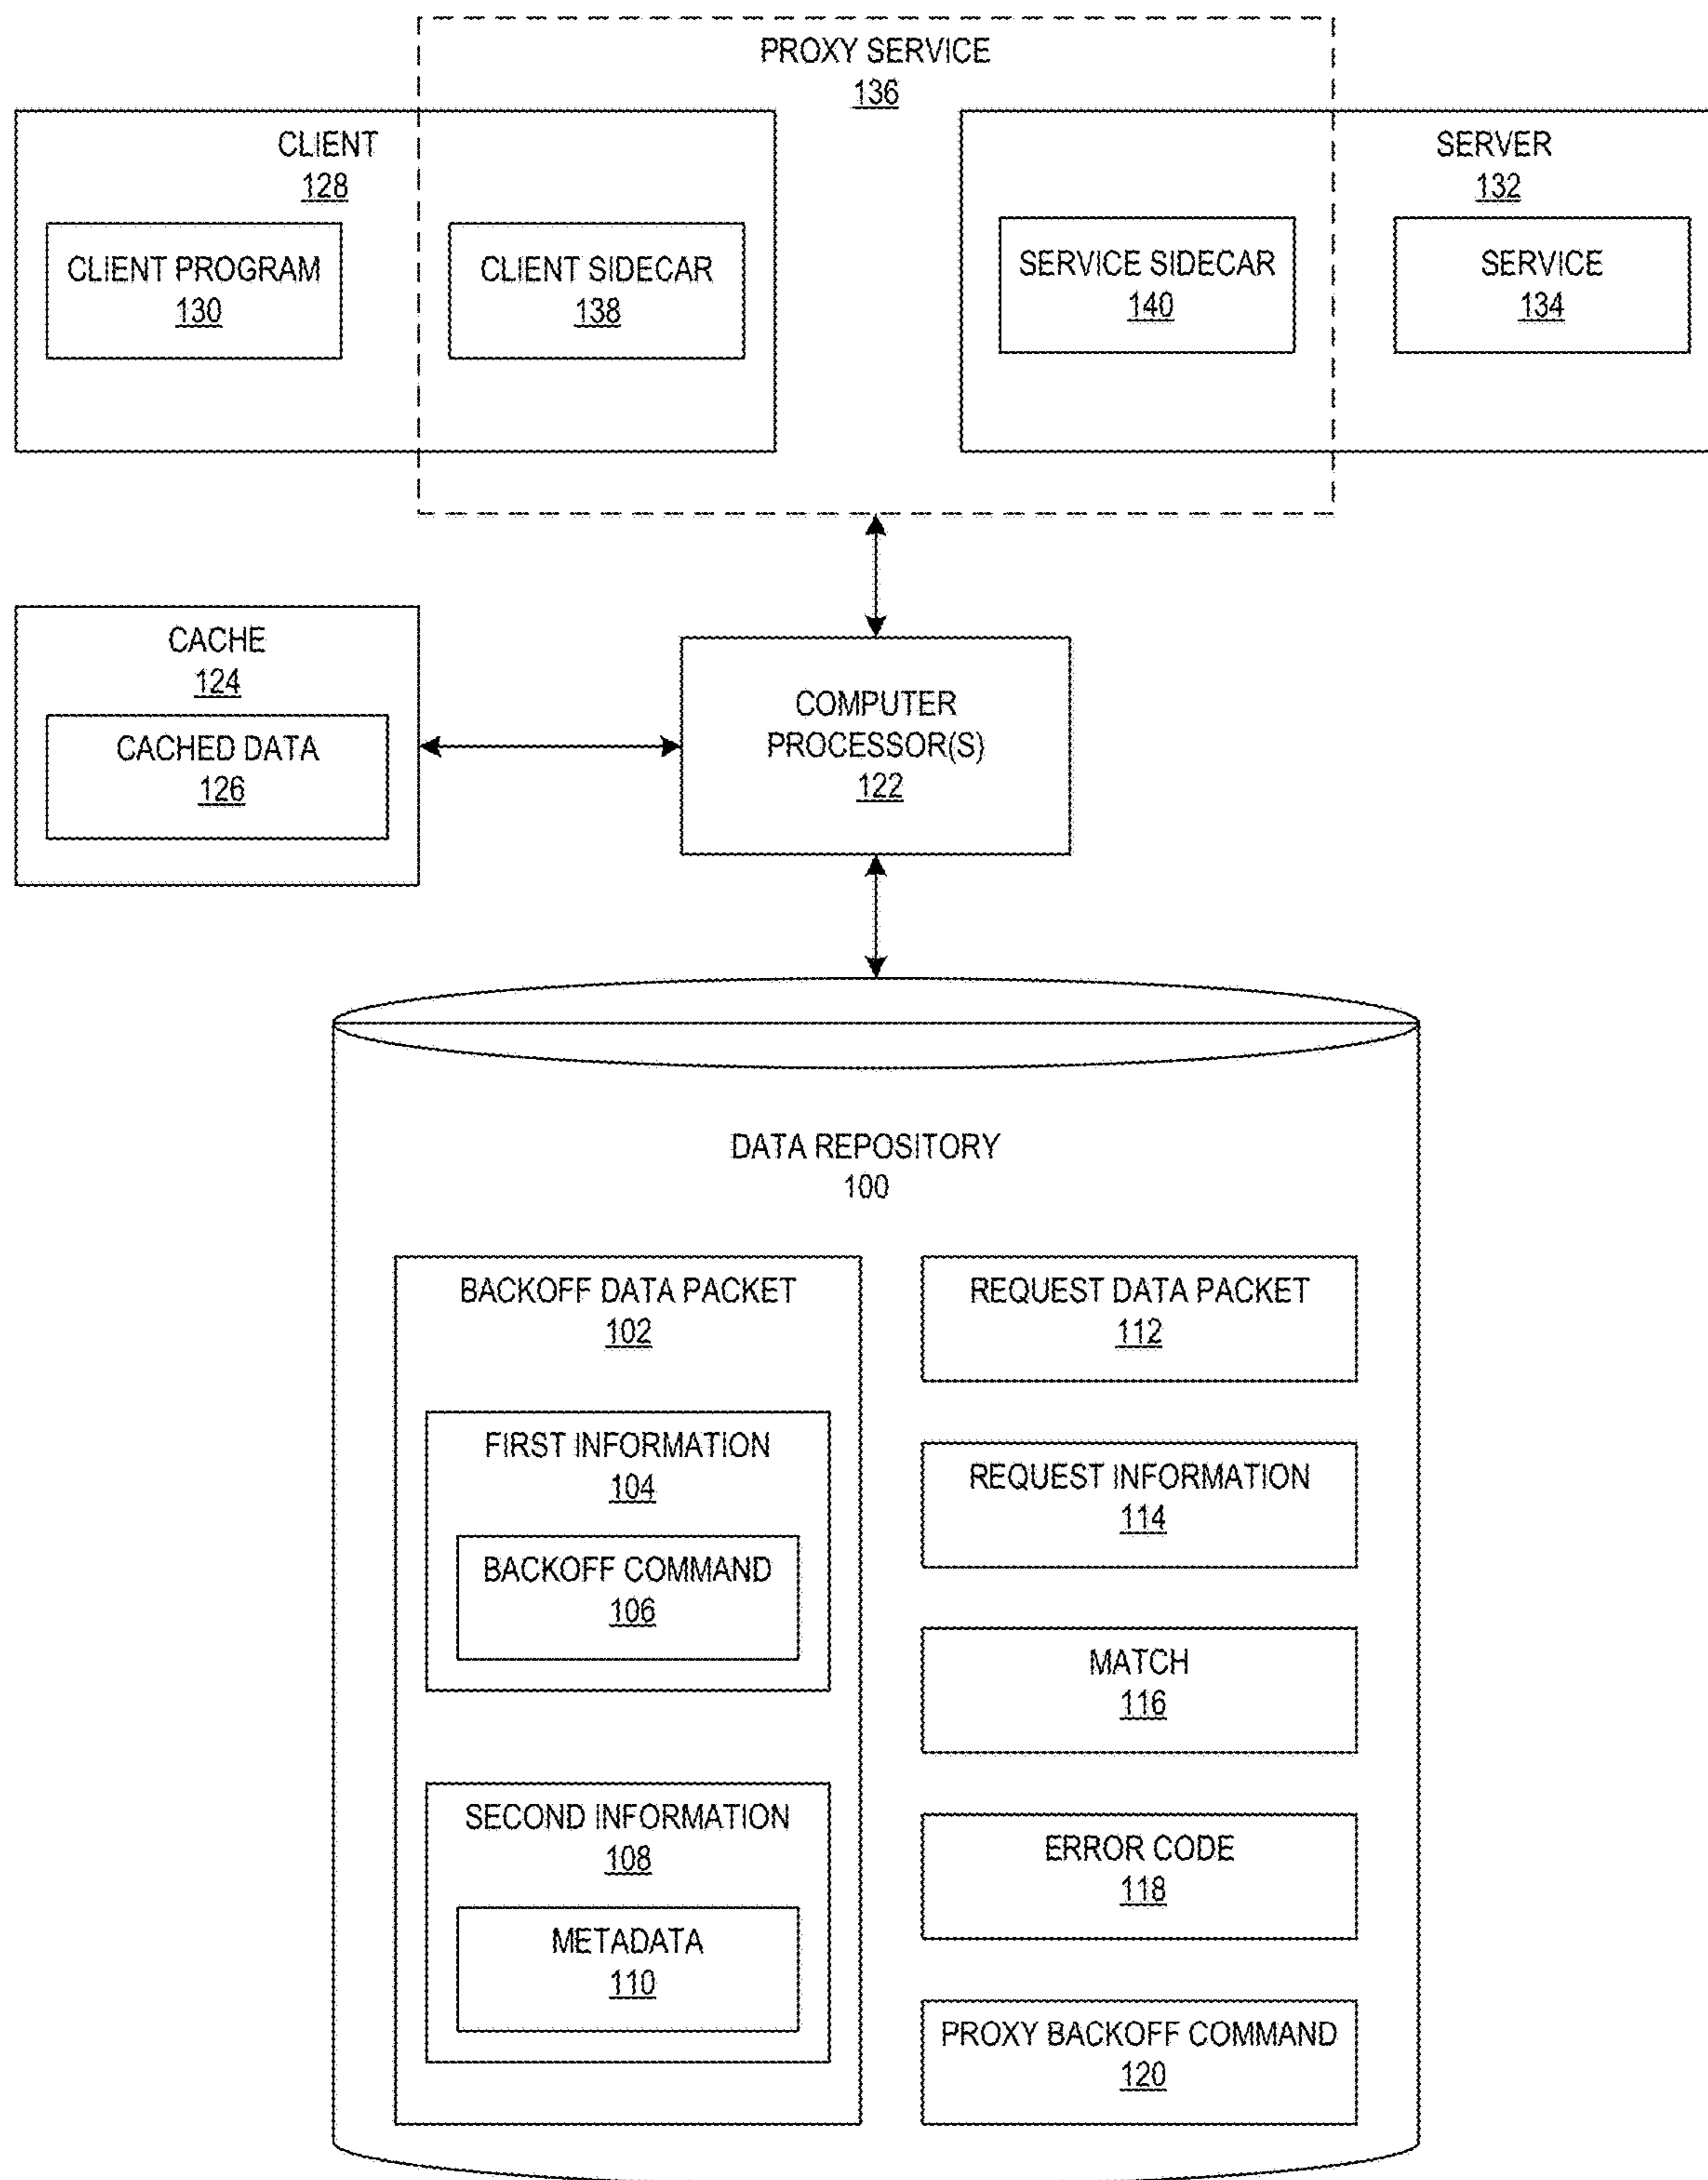 PROXY SERVICE
136
CLIENT
128
CLIENT PROGRAM
130
CLIENT SIDECAR
138
SERVER
132
SERVICE SIDECAR
140
SERVICE
134
CACHE
124
CACHED DATA
126
COMPUTER
PROCESSOR(S)
122
DATA REPOSITORY
100
BACKOFF DATA PACKET
102
FIRST INFORMATION
104
BACKOFF COMMAND
106
SECOND INFORMATION
108
METADATA
110
REQUEST DATA PACKET
112
REQUEST INFORMATION
114
MATCH
116
ERROR CODE
118
PROXY BACKOFF COMMAND
120